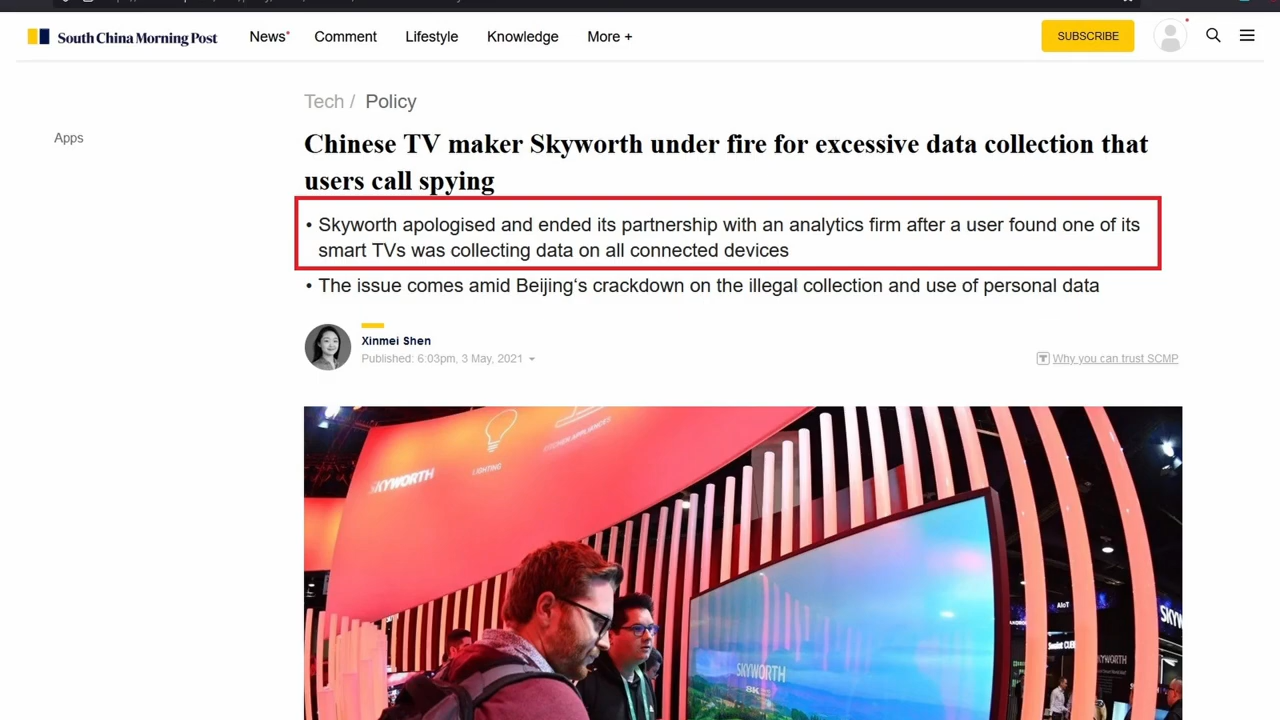 South China Morning Post News Comment Lifestyle Knowledge More + SUBSCRIBE
Tech / Policy
Apps
Chinese TV maker Skyworth under fire for excessive data collection that
users call spying
• Skyworth apologised and ended its partnership with an analytics firm after a user found one of its
smart TVs was collecting data on all connected devices
• The issue comes amid Beijing‘s crackdown on the illegal collection and use of personal data
Xinmei Shen
Published: 6:03pm, 3 May, 2021
Why you can trust SCMP
SKYWORTH
LIGHTING
AIoT
SKYWORTH
SKYWORTH
8K